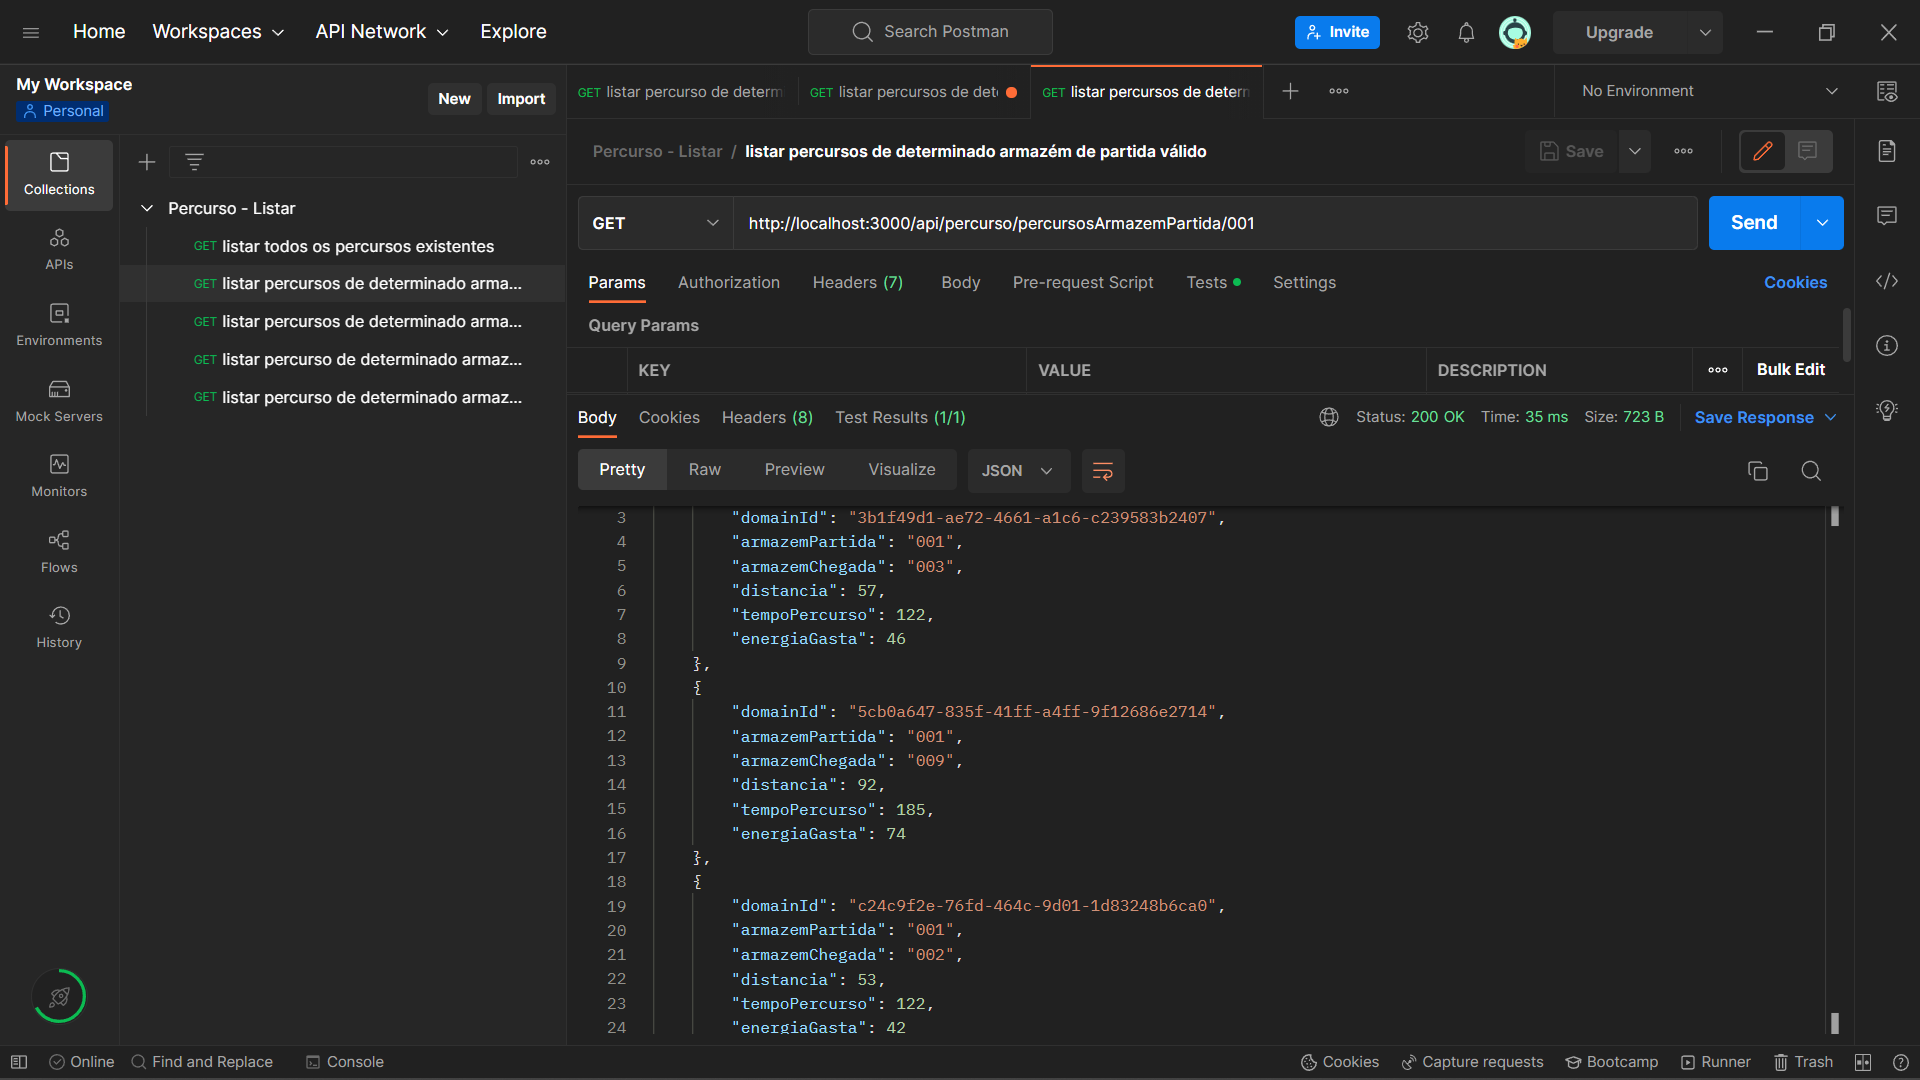 Home
Workspaces
API Network
Explore
Search Postman
Invite
Upgrade
My Workspace
Personal
New
Import
GET listar percurso de determ
GET listar percursos de dete
GET listar percursos de determ
No Environment
Collections
APIs
Environments
Mock Servers
Monitors
Flows
History
Percurso - Listar
GET listar todos os percursos existentes
GET listar percursos de determinado arma...
GET listar percursos de determinado arma...
GET listar percurso de determinado armaz...
GET listar percurso de determinado armaz...
Percurso - Listar / listar percursos de determinado armazém de partida válido
Save
GET
http://localhost:3000/api/percurso/percursosArmazemPartida/001
Send
Params
Authorization
Headers (7)
Body
Pre-request Script
Tests
Settings
Cookies
Query Params
KEY
VALUE
DESCRIPTION
Bulk Edit
Body
Cookies
Headers (8)
Test Results (1/1)
Status: 200 OK
Time: 35 ms
Size: 723 B
Save Response
Pretty
Raw
Preview
Visualize
JSON
3 "domainId": "3b1f49d1-ae72-4661-a1c6-c239583b2407",
4 "armazemPartida": "001",
5 "armazemChegada": "003",
6 "distancia": 57,
7 "tempoPercurso": 122,
8 "energiaGasta": 46
9 },
10 {
11 "domainId": "5cb0a647-835f-41ff-a4ff-9f12686e2714",
12 "armazemPartida": "001",
13 "armazemChegada": "009",
14 "distancia": 92,
15 "tempoPercurso": 185,
16 "energiaGasta": 74
17 },
18 {
19 "domainId": "c24c9f2e-76fd-464c-9d01-1d83248b6ca0",
20 "armazemPartida": "001",
21 "armazemChegada": "002",
22 "distancia": 53,
23 "tempoPercurso": 122,
24 "energiaGasta": 42
Online
Find and Replace
Console
Cookies
Capture requests
Bootcamp
Runner
Trash